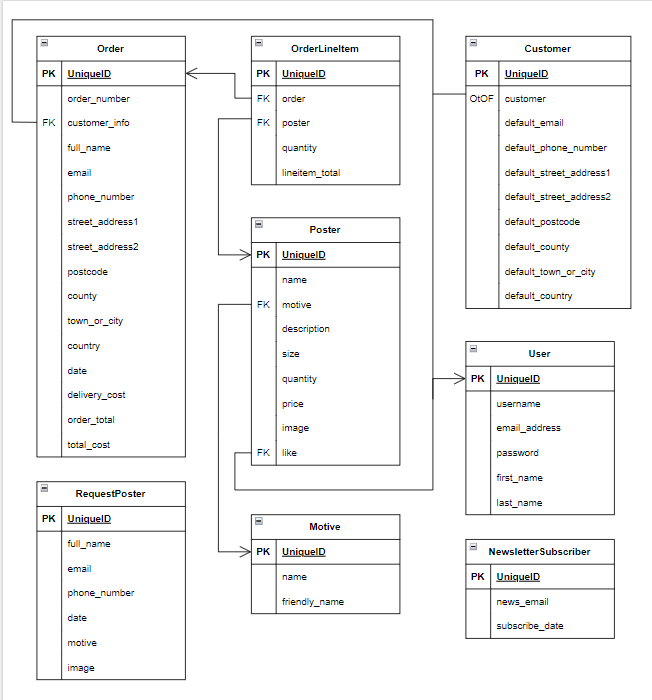 Order
PK UniqueID
order_number
FK customer_info
full_name
email
phone_number
street_address1
street_address2
postcode
county
town_or_city
country
date
delivery_cost
order_total
total_cost
OrderLineItem
PK UniqueID
FK order
FK poster
quantity
lineitem_total
Customer
PK UniqueID
OtOF customer
default_email
default_phone_number
default_street_address1
default_street_address2
default_postcode
default_county
default_town_or_city
default_country
Poster
PK UniqueID
name
FK motive
description
size
quantity
price
image
FK like
User
PK UniqueID
username
email_address
password
first_name
last_name
RequestPoster
PK UniqueID
full_name
email
phone_number
date
motive
image
Motive
PK UniqueID
name
friendly_name
NewsletterSubscriber
PK UniqueID
news_email
subscribe_date